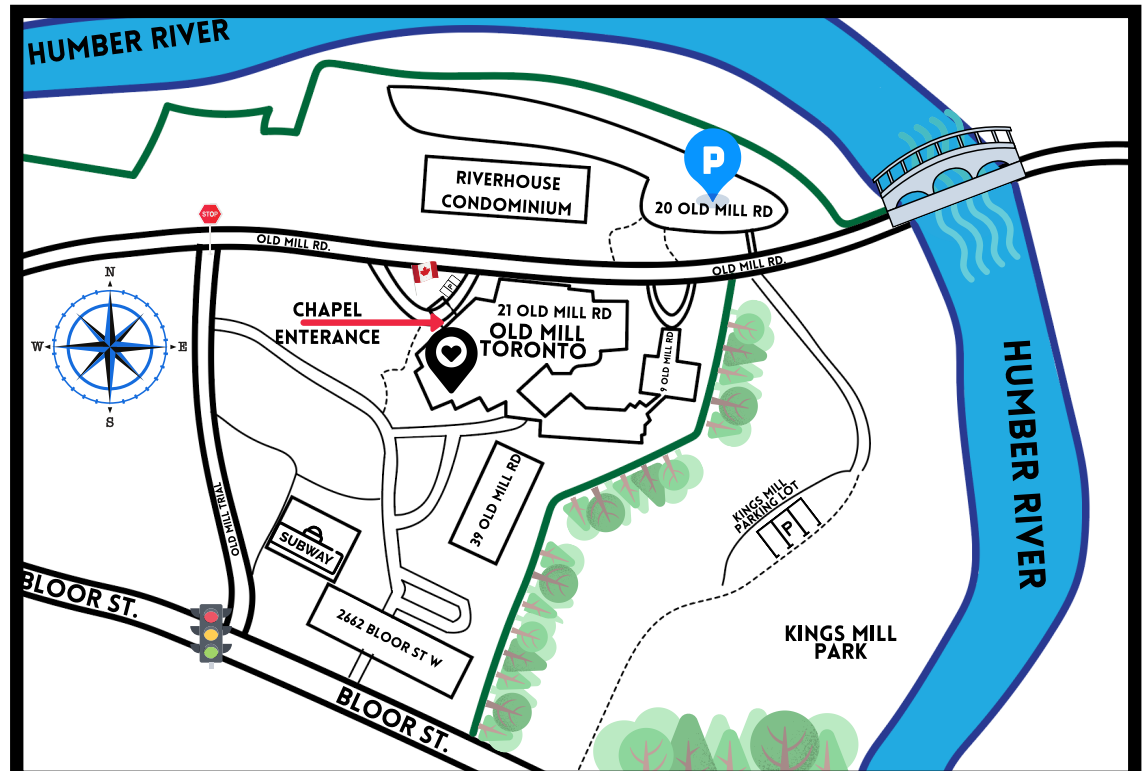 HUMBER RIVER
P
RIVERHOUSE
CONDOMINIUM
20 OLD MILL RD
STOP
OLD MILL RD.
OLD MILL RD.
N
W
E
S
P
CHAPEL
ENTERANCE
21 OLD MILL RD
OLD MILL
TORONTO
9 OLD MILL RD
HUMBER RIVER
39 OLD MILL RD
OLD MILL TRIAL
SUBWAY
KINGS MILL
PARKING LOT
P
BLOOR ST.
2662 BLOOR ST W
KINGS MILL
PARK
BLOOR ST.